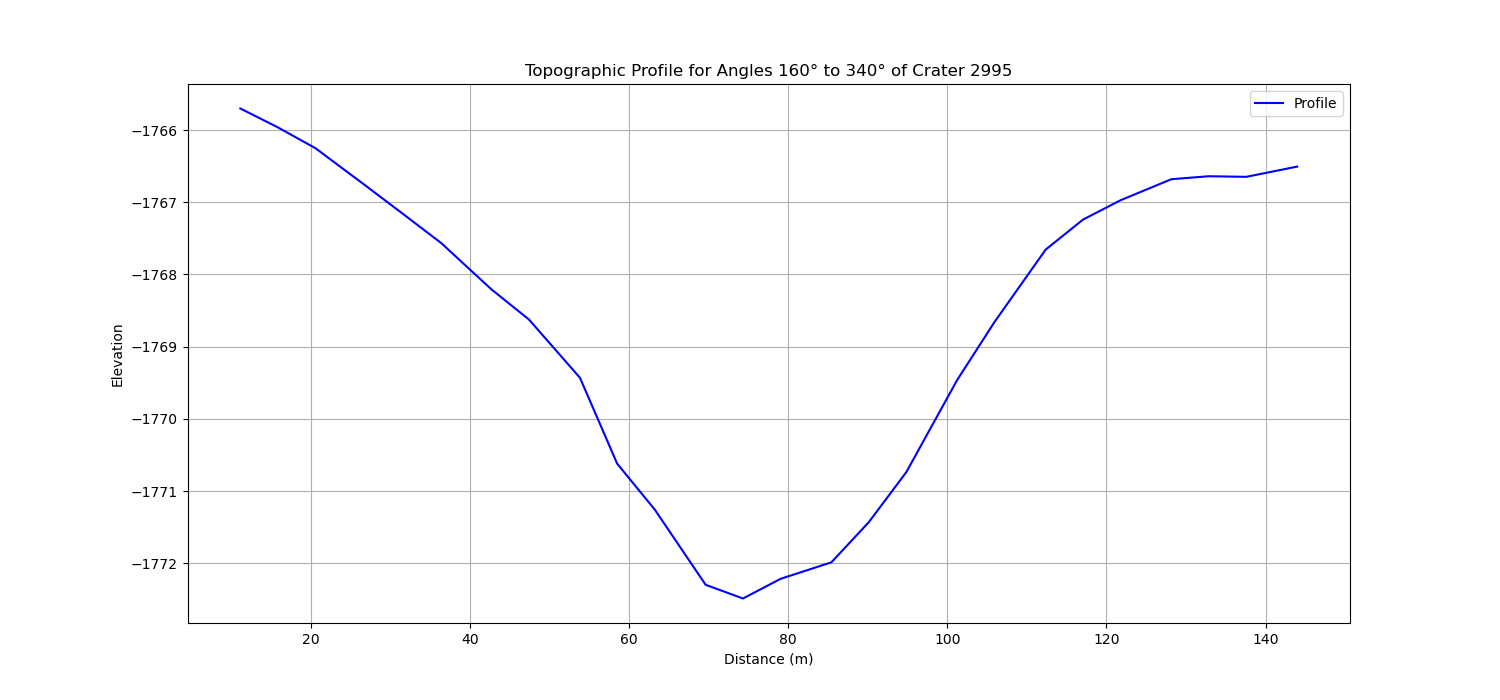 Topographic Profile for Angles 160° to 340° of Crater 2995
Profile
−1766
−1767
−1768
−1769
−1770
−1771
−1772
Elevation
20 40 60 80 100 120 140
Distance (m)